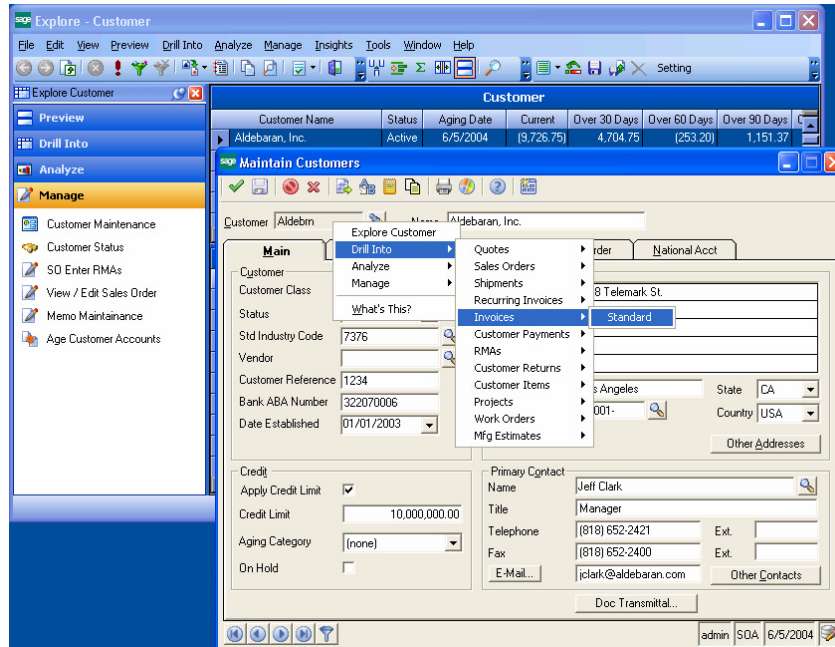 sage Explore - Customer
File Edit View Preview Drill Into Analyze Manage Insights Tools Window Help
Setting
Explore Customer
Customer
Preview
Customer Name Status Aging Date Current Over 30 Days Over 60 Days Over 90 Days
Aldebaran, Inc. Active 6/5/2004 (9,726.75) 4,704.75 (253.20) 1,151.37
Drill Into
Analyze
Manage
Customer Maintenance
Customer Status
SO Enter RMAs
View / Edit Sales Order
Memo Maintainance
Age Customer Accounts
sage Maintain Customers
Customer Aldebrn Aldebaran, Inc.
Explore Customer
Drill Into
Analyze
Manage
What's This?
Quotes
Sales Orders
Shipments
Recurring Invoices
Invoices
Customer Payments
RMAs
Customer Returns
Customer Items
Projects
Work Orders
Mfg Estimates
Standard
Main National Acct
Customer
Customer Class
8 Telemark St.
Status
Std Industry Code 7376
Vendor
Customer Reference 1234
s Angeles State CA
Bank ABA Number 322070006
001- Country USA
Date Established 01/01/2003
Other Addresses
Credit
Apply Credit Limit
Credit Limit 10,000,000.00
Aging Category (none)
On Hold
Primary Contact
Name Jeff Clark
Title Manager
Telephone (818) 652-2421 Ext.
Fax (818) 652-2400 Ext.
E-Mail... jclark@aldebaran.com Other Contacts
Doc Transmittal...
admin SOA 6/5/2004